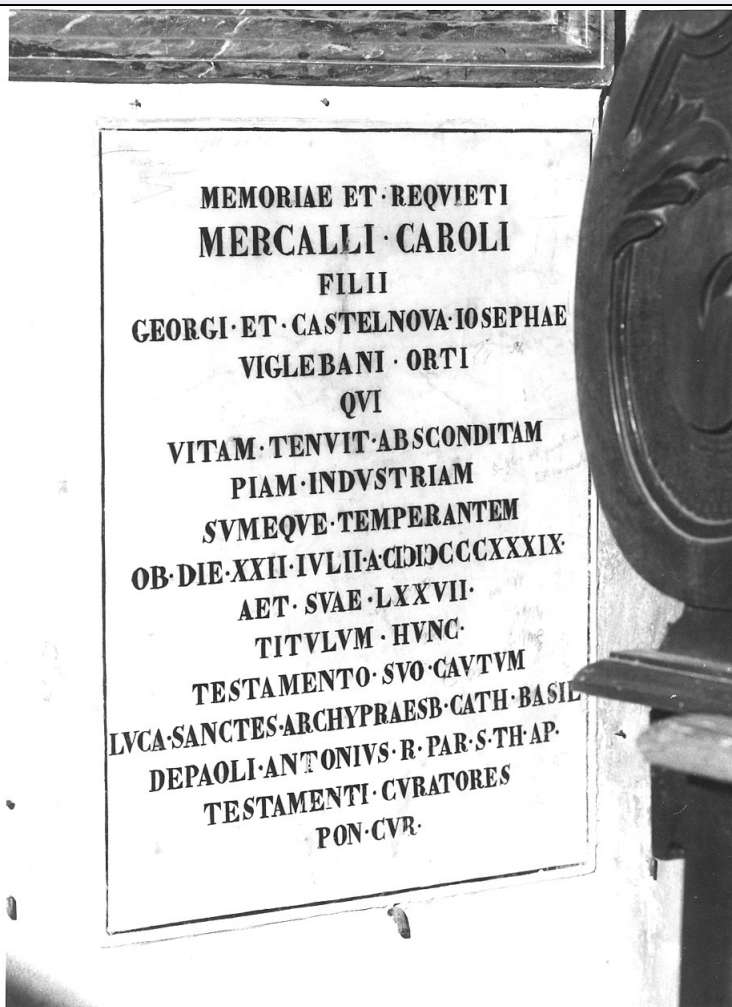 MEMORIAE ET · REQVIETI
MERCALLI · CAROLI
FILII
GEORGI · ET · CASTELNOVA · IOSEPHAE
VIGLEBANI · ORTI
QVI
VITAM · TENVIT · ABSCONDITAM
PIAM · INDVSTRIAM
SVMEQVE · TEMPERANTEM
OB · DIE · XXII · IVLII · A · CIƆIƆCCCXXXIX ·
AET · SVAE · LXXVII ·
TITVLVM · HVNC ·
TESTAMENTO · SVO · CAVTVM
LVCA · SANCTES · ARCHYPRAESB · CATH · BASIL
DEPAOLI · ANTONIVS · R · PAR · S · TH · AP ·
TESTAMENTI · CVRATORES
PON · CVR ·